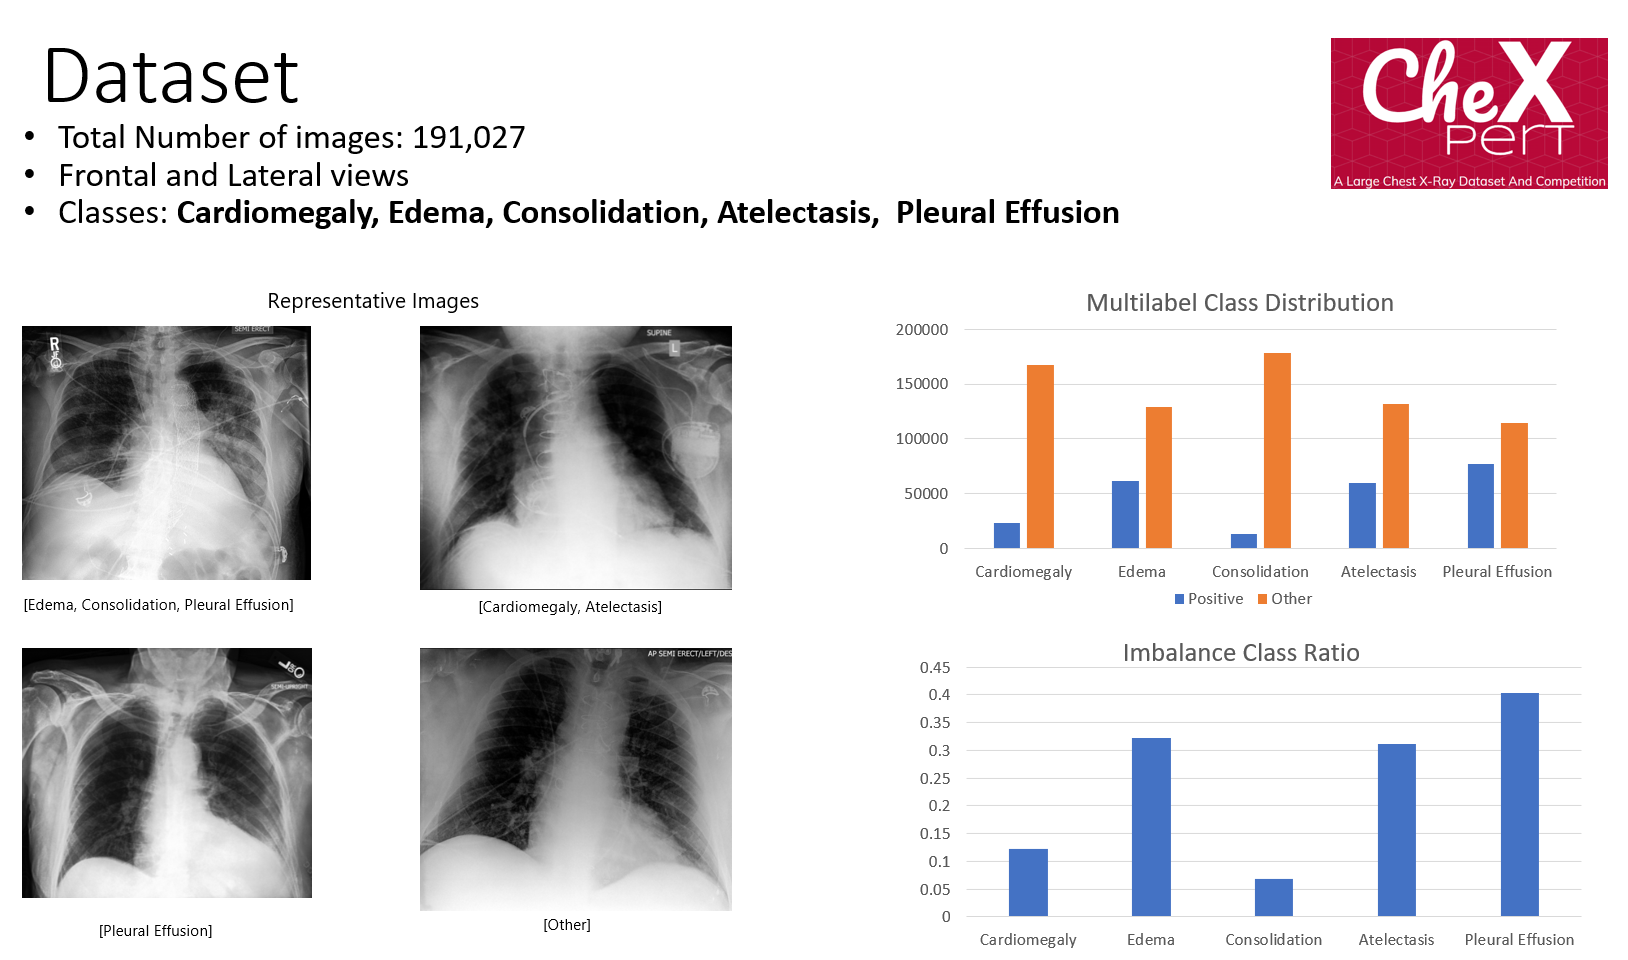 Dataset
• Total Number of images: 191,027
• Frontal and Lateral views
• Classes: Cardiomegaly, Edema, Consolidation, Atelectasis, Pleural Effusion
CheX
Pert
A Large Chest X-Ray Dataset And Competition
Representative Images
SEMI ERECT
R
SUPINE
L
[Edema, Consolidation, Pleural Effusion]
[Cardiomegaly, Atelectasis]
SEMI-UPRIGHT
AP SEMI ERECT/LEFT/DES
[Pleural Effusion]
[Other]
Multilabel Class Distribution
200000
150000
100000
50000
0
Cardiomegaly Edema Consolidation Atelectasis Pleural Effusion
Positive Other
Imbalance Class Ratio
0.45
0.4
0.35
0.3
0.25
0.2
0.15
0.1
0.05
0
Cardiomegaly Edema Consolidation Atelectasis Pleural Effusion